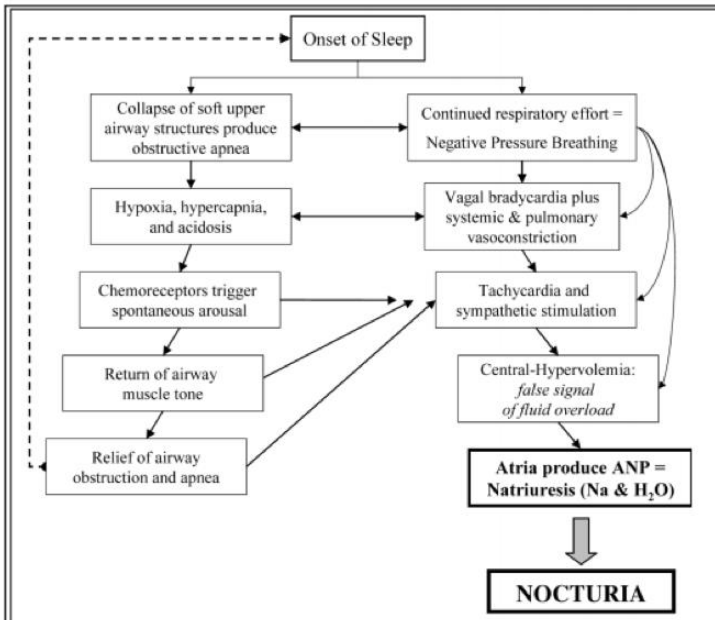 Onset of Sleep
Collapse of soft upper
airway structures produce
obstructive apnea
Continued respiratory effort =
Negative Pressure Breathing
Hypoxia, hypercapnia,
and acidosis
Vagal bradycardia plus
systemic & pulmonary
vasoconstriction
Chemoreceptors trigger
spontaneous arousal
Tachycardia and
sympathetic stimulation
Return of airway
muscle tone
Central-Hypervolemia:
false signal
of fluid overload
Relief of airway
obstruction and apnea
Atria produce ANP =
Natriuresis (Na & H₂O)
NOCTURIA